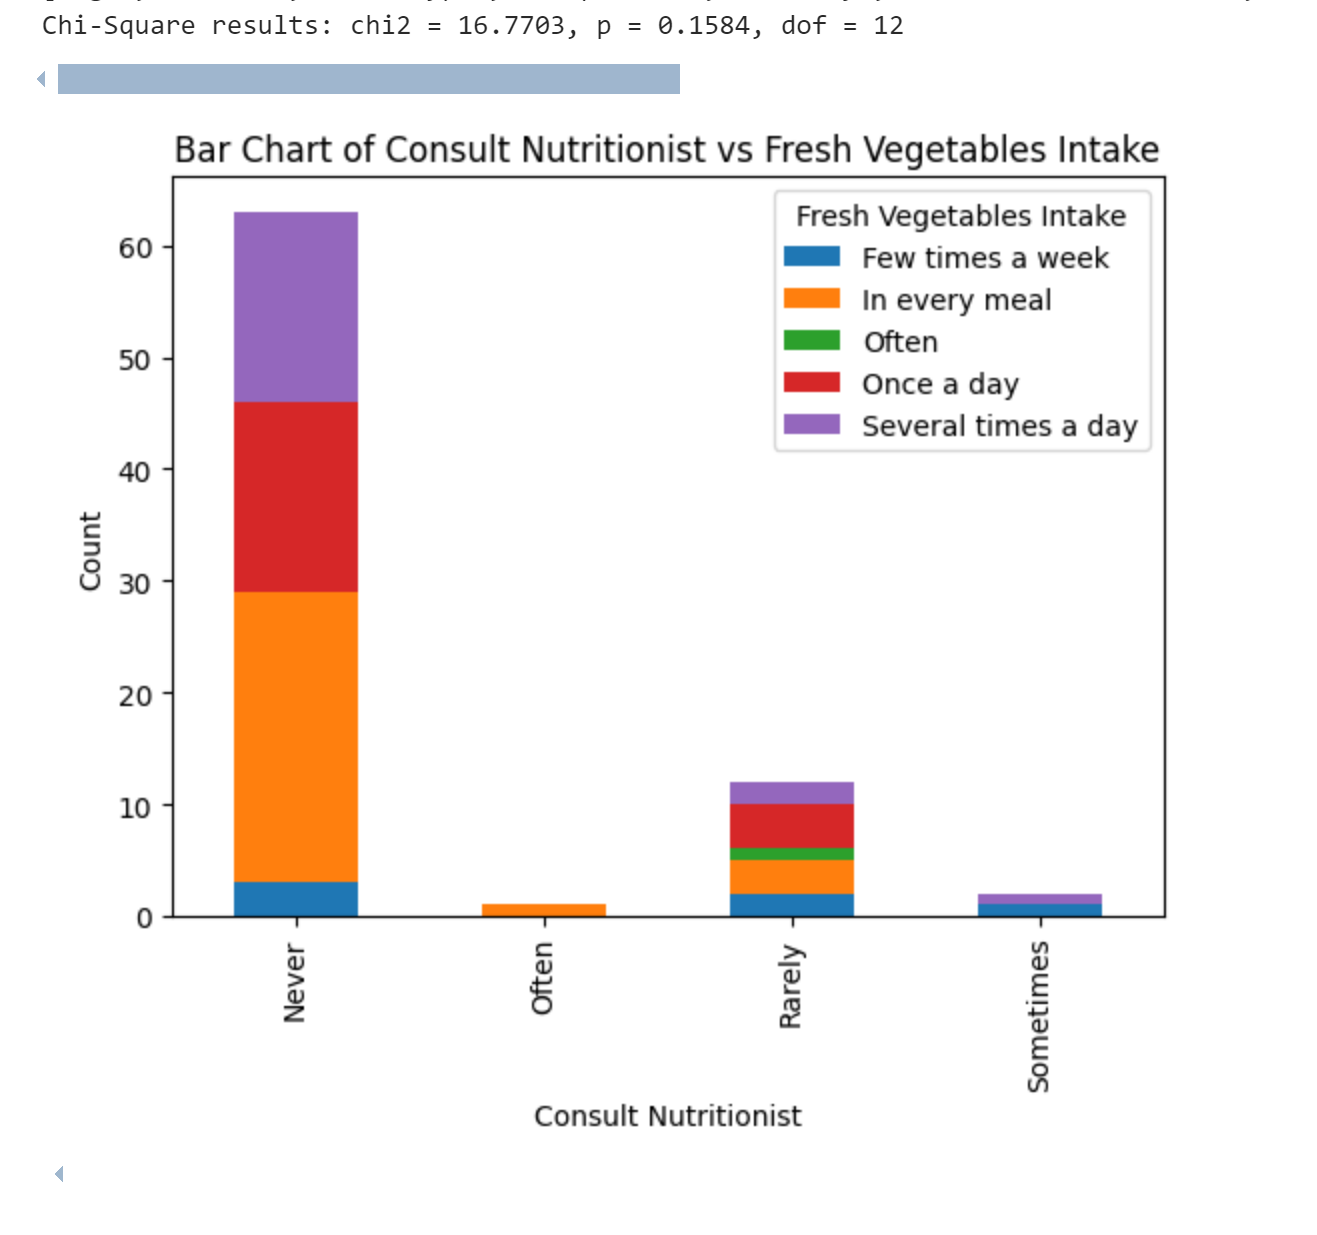 Chi-Square results: chi2 = 16.7703, p = 0.1584, dof = 12
Bar Chart of Consult Nutritionist vs Fresh Vegetables Intake
Fresh Vegetables Intake
Few times a week
In every meal
Often
Once a day
Several times a day
60
50
40
30
20
10
0
Count
Never
Often
Rarely
Sometimes
Consult Nutritionist